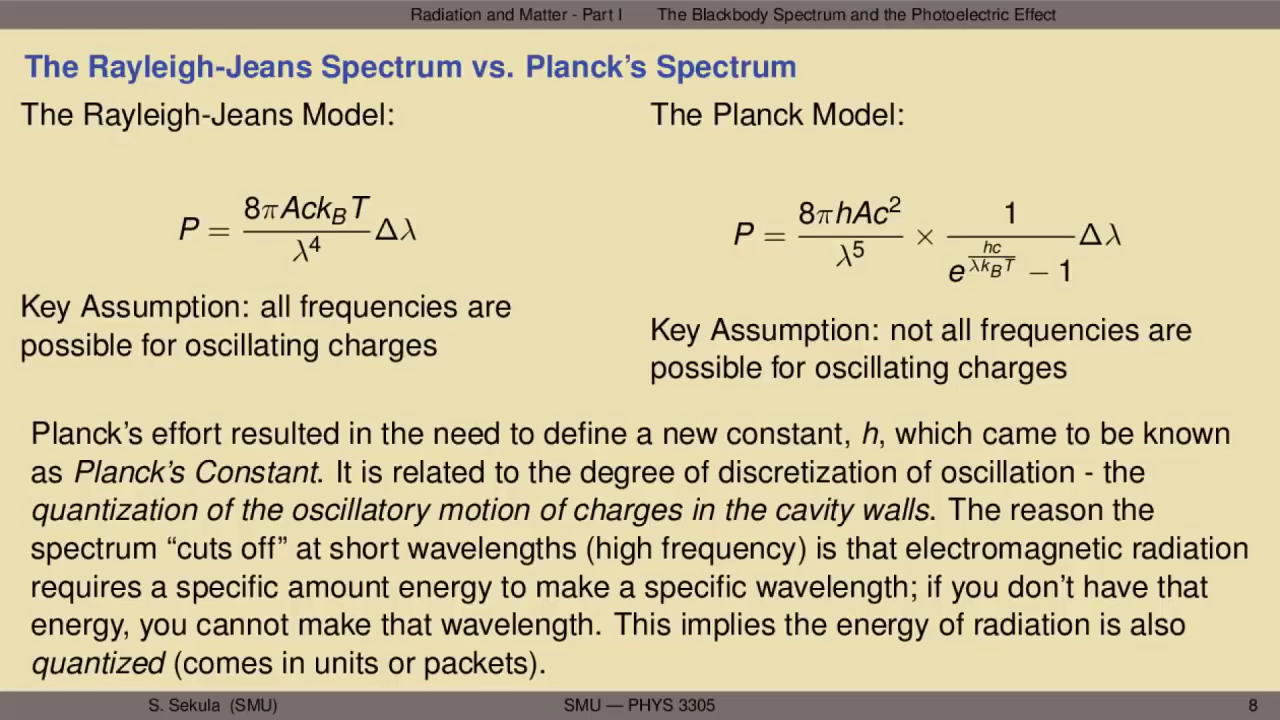 Radiation and Matter - Part I The Blackbody Spectrum and the Photoelectric Effect
The Rayleigh-Jeans Spectrum vs. Planck's Spectrum
The Rayleigh-Jeans Model:
P = \frac{8πAck_BT}{λ^4}Δλ
Key Assumption: all frequencies are
possible for oscillating charges
The Planck Model:
P = \frac{8πhAc^2}{λ^5} × \frac{1}{e^{\frac{hc}{λk_BT}} − 1}Δλ
Key Assumption: not all frequencies are
possible for oscillating charges
Planck's effort resulted in the need to define a new constant, h, which came to be known
as Planck's Constant. It is related to the degree of discretization of oscillation - the
quantization of the oscillatory motion of charges in the cavity walls. The reason the
spectrum “cuts off” at short wavelengths (high frequency) is that electromagnetic radiation
requires a specific amount energy to make a specific wavelength; if you don't have that
energy, you cannot make that wavelength. This implies the energy of radiation is also
quantized (comes in units or packets).
S. Sekula (SMU) SMU — PHYS 3305 8